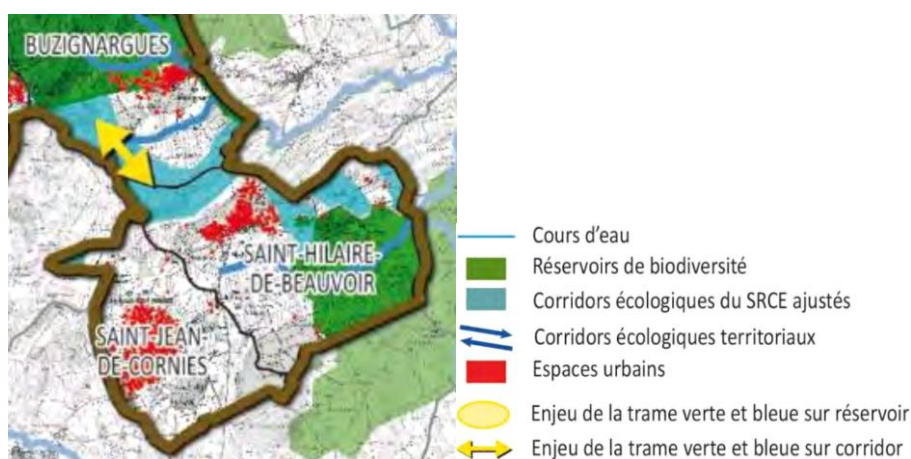 BUZIGNARGUES
SAINT-HILAIRE-
DE-BEAUVOIR
SAINT-JEAN-
DE-CORNIES
Cours d'eau
Réservoirs de biodiversité
Corridors écologiques du SRCE ajustés
Corridors écologiques territoriaux
Espaces urbains
Enjeu de la trame verte et bleue sur réservoir
Enjeu de la trame verte et bleue sur corridor